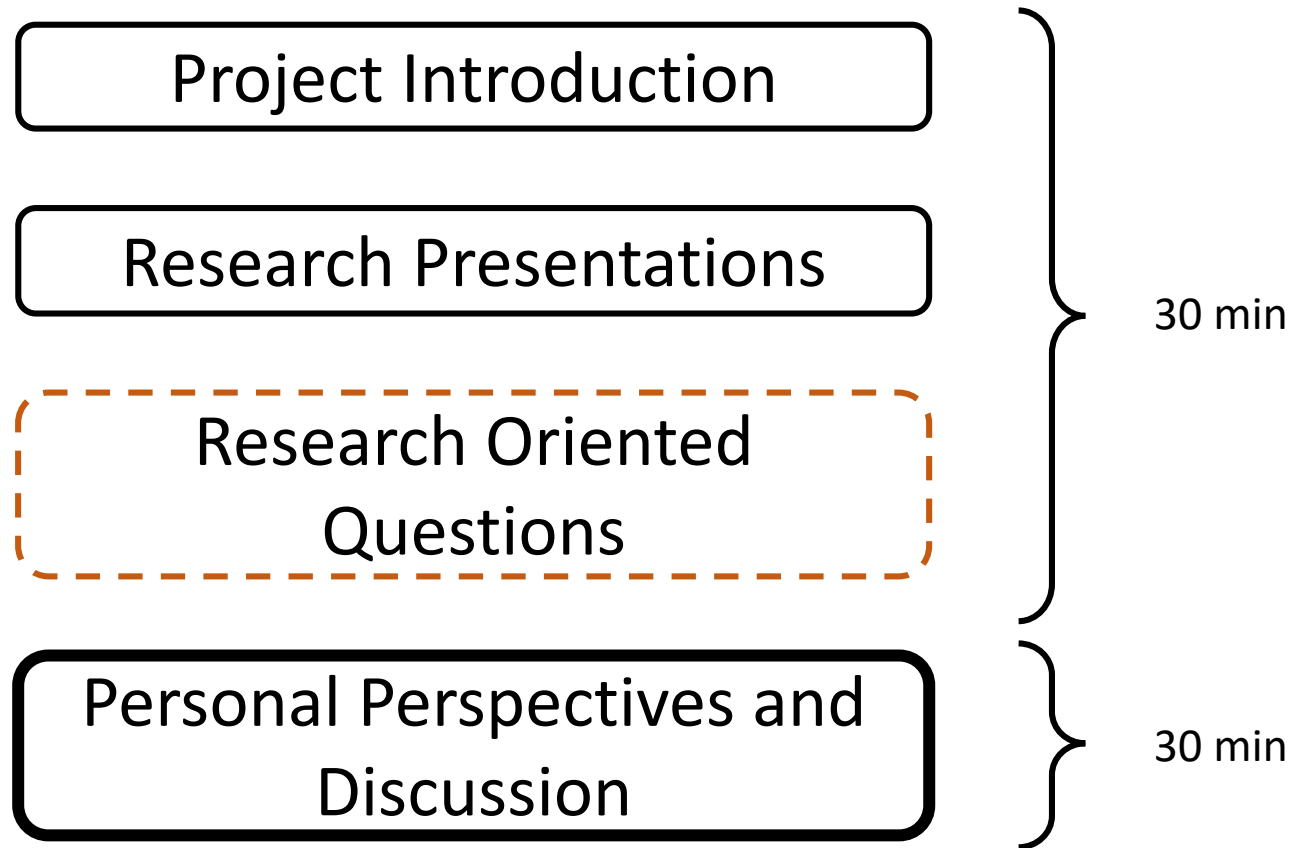 Project Introduction
Research Presentations
30 min
Research Oriented
Questions
Personal Perspectives and
Discussion
30 min